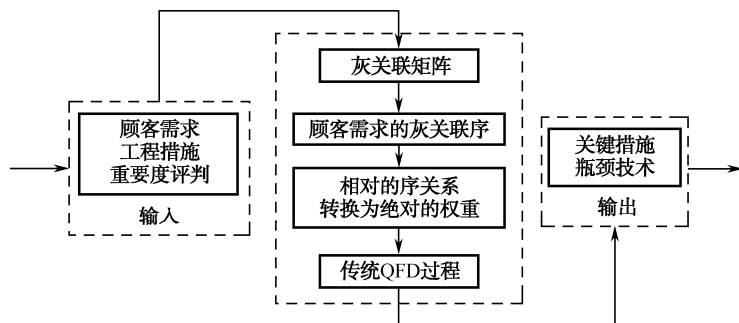 顾客需求
工程措施
重要度评判
输入
灰关联矩阵
顾客需求的灰关联序
相对的序关系
转换为绝对的权重
传统QFD过程
关键措施
瓶颈技术
输出